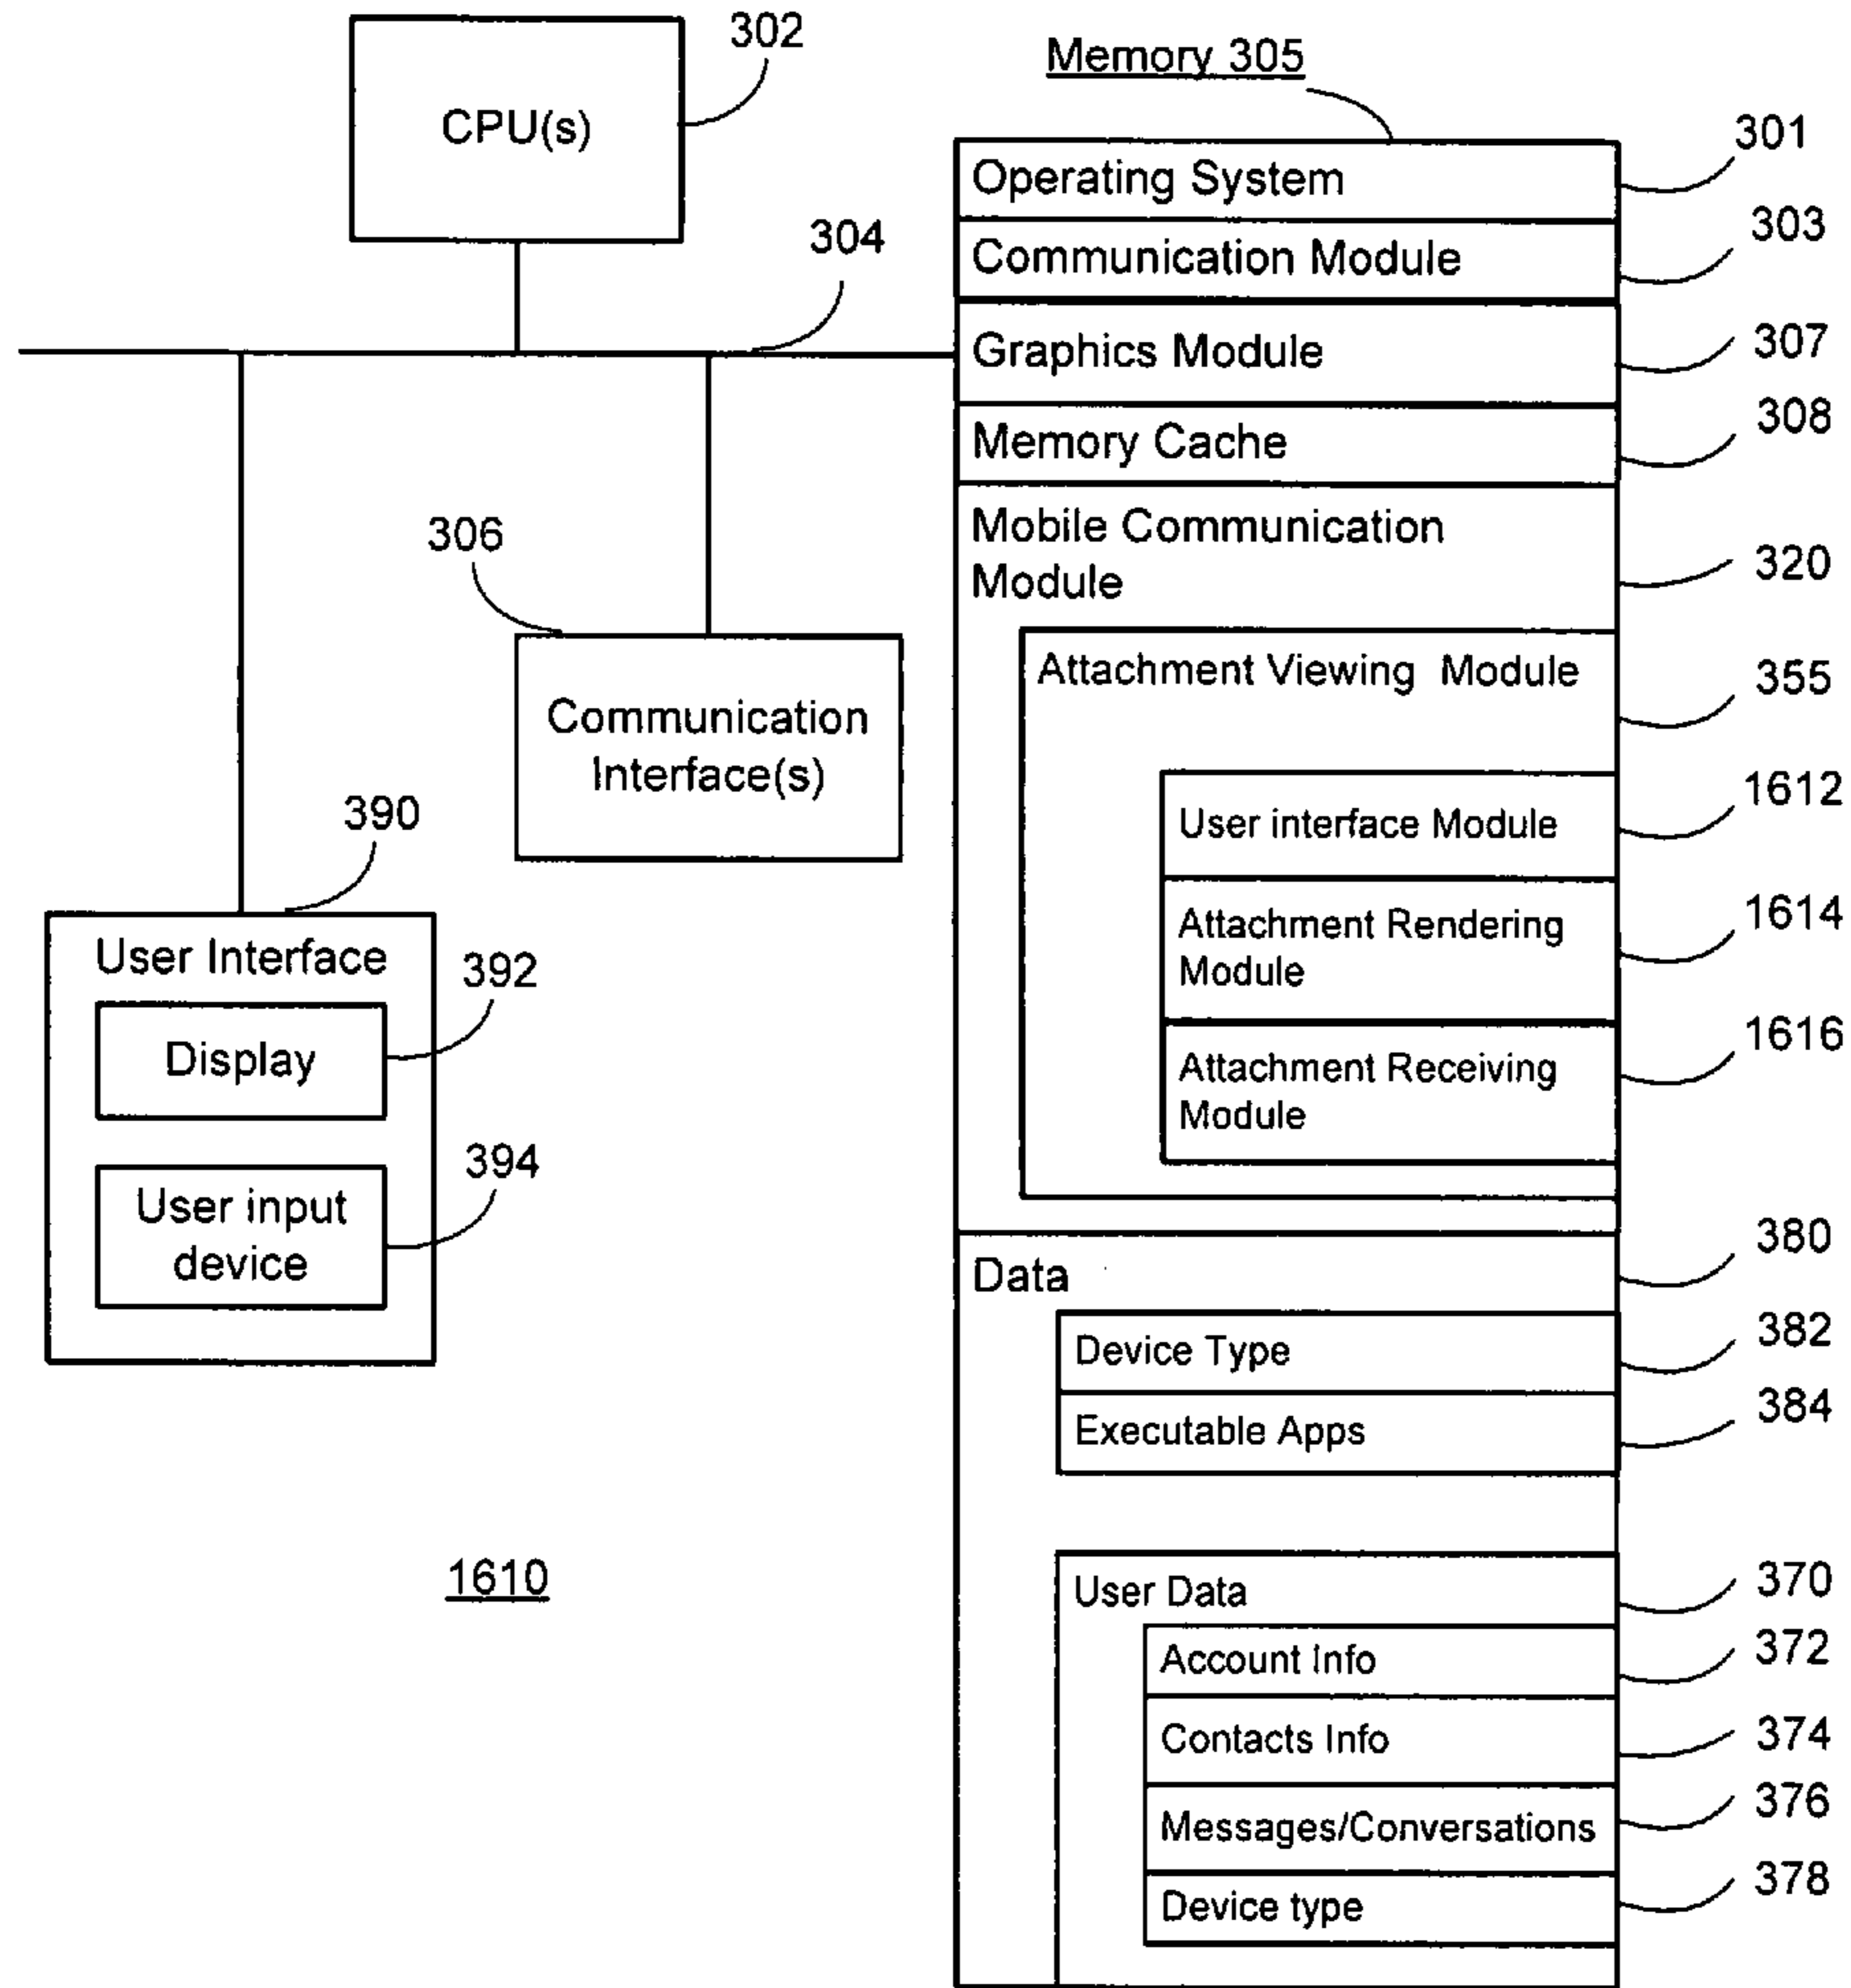 302
CPU(s)
304
306
Communication
Interface(s)
390
User Interface
392
Display
394
User input
device
1610
Memory 305
Operating System
301
Communication Module
303
Graphics Module
307
Memory Cache
308
Mobile Communication
Module
320
Attachment Viewing Module
355
User interface Module
1612
Attachment Rendering
Module
1614
Attachment Receiving
Module
1616
Data
380
Device Type
382
Executable Apps
384
User Data
370
Account Info
372
Contacts Info
374
Messages/Conversations
376
Device type
378